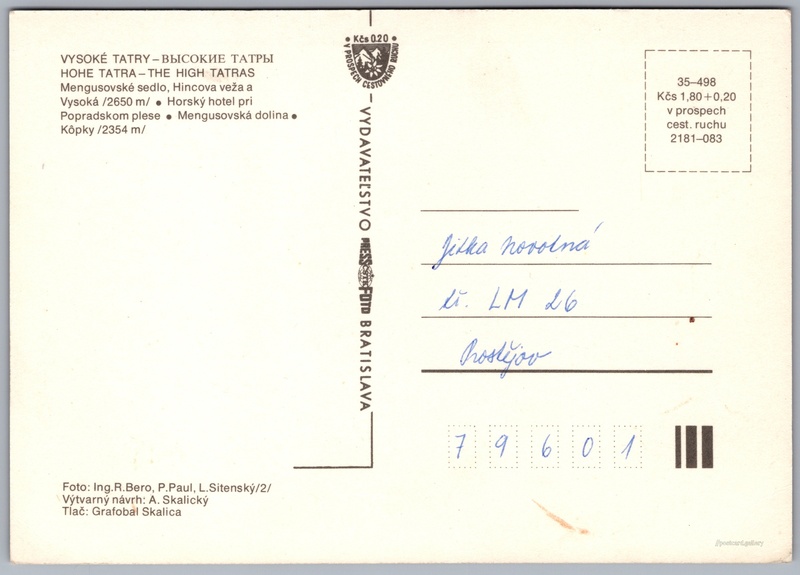 VYSOKÉ TATRY – ВЫСОКИЕ ТАТРЫ
HOHE TATRA – THE HIGH TATRAS
Mengusovské sedlo, Hincova veža a
Vysoká /2650 m/ • Horský hotel pri
Popradskom plese • Mengusovská dolina •
Kôpky /2354 m/
Foto: Ing.R.Bero, P.Paul, L.Sitenský/2/
Výtvarný návrh: A. Skalický
Tlač: Grafobal Skalica
• Kčs 0.20 •
V PROSPECH CESTOVNÉHO RUCHU
VYDAVATEĽSTVO PRESSFOTO BRATISLAVA
35–498
Kčs 1,80 + 0,20
v prospech
cest. ruchu
2181–083
Jitka Novotná
tř. LM 26
Prostějov
7 9 6 0 1